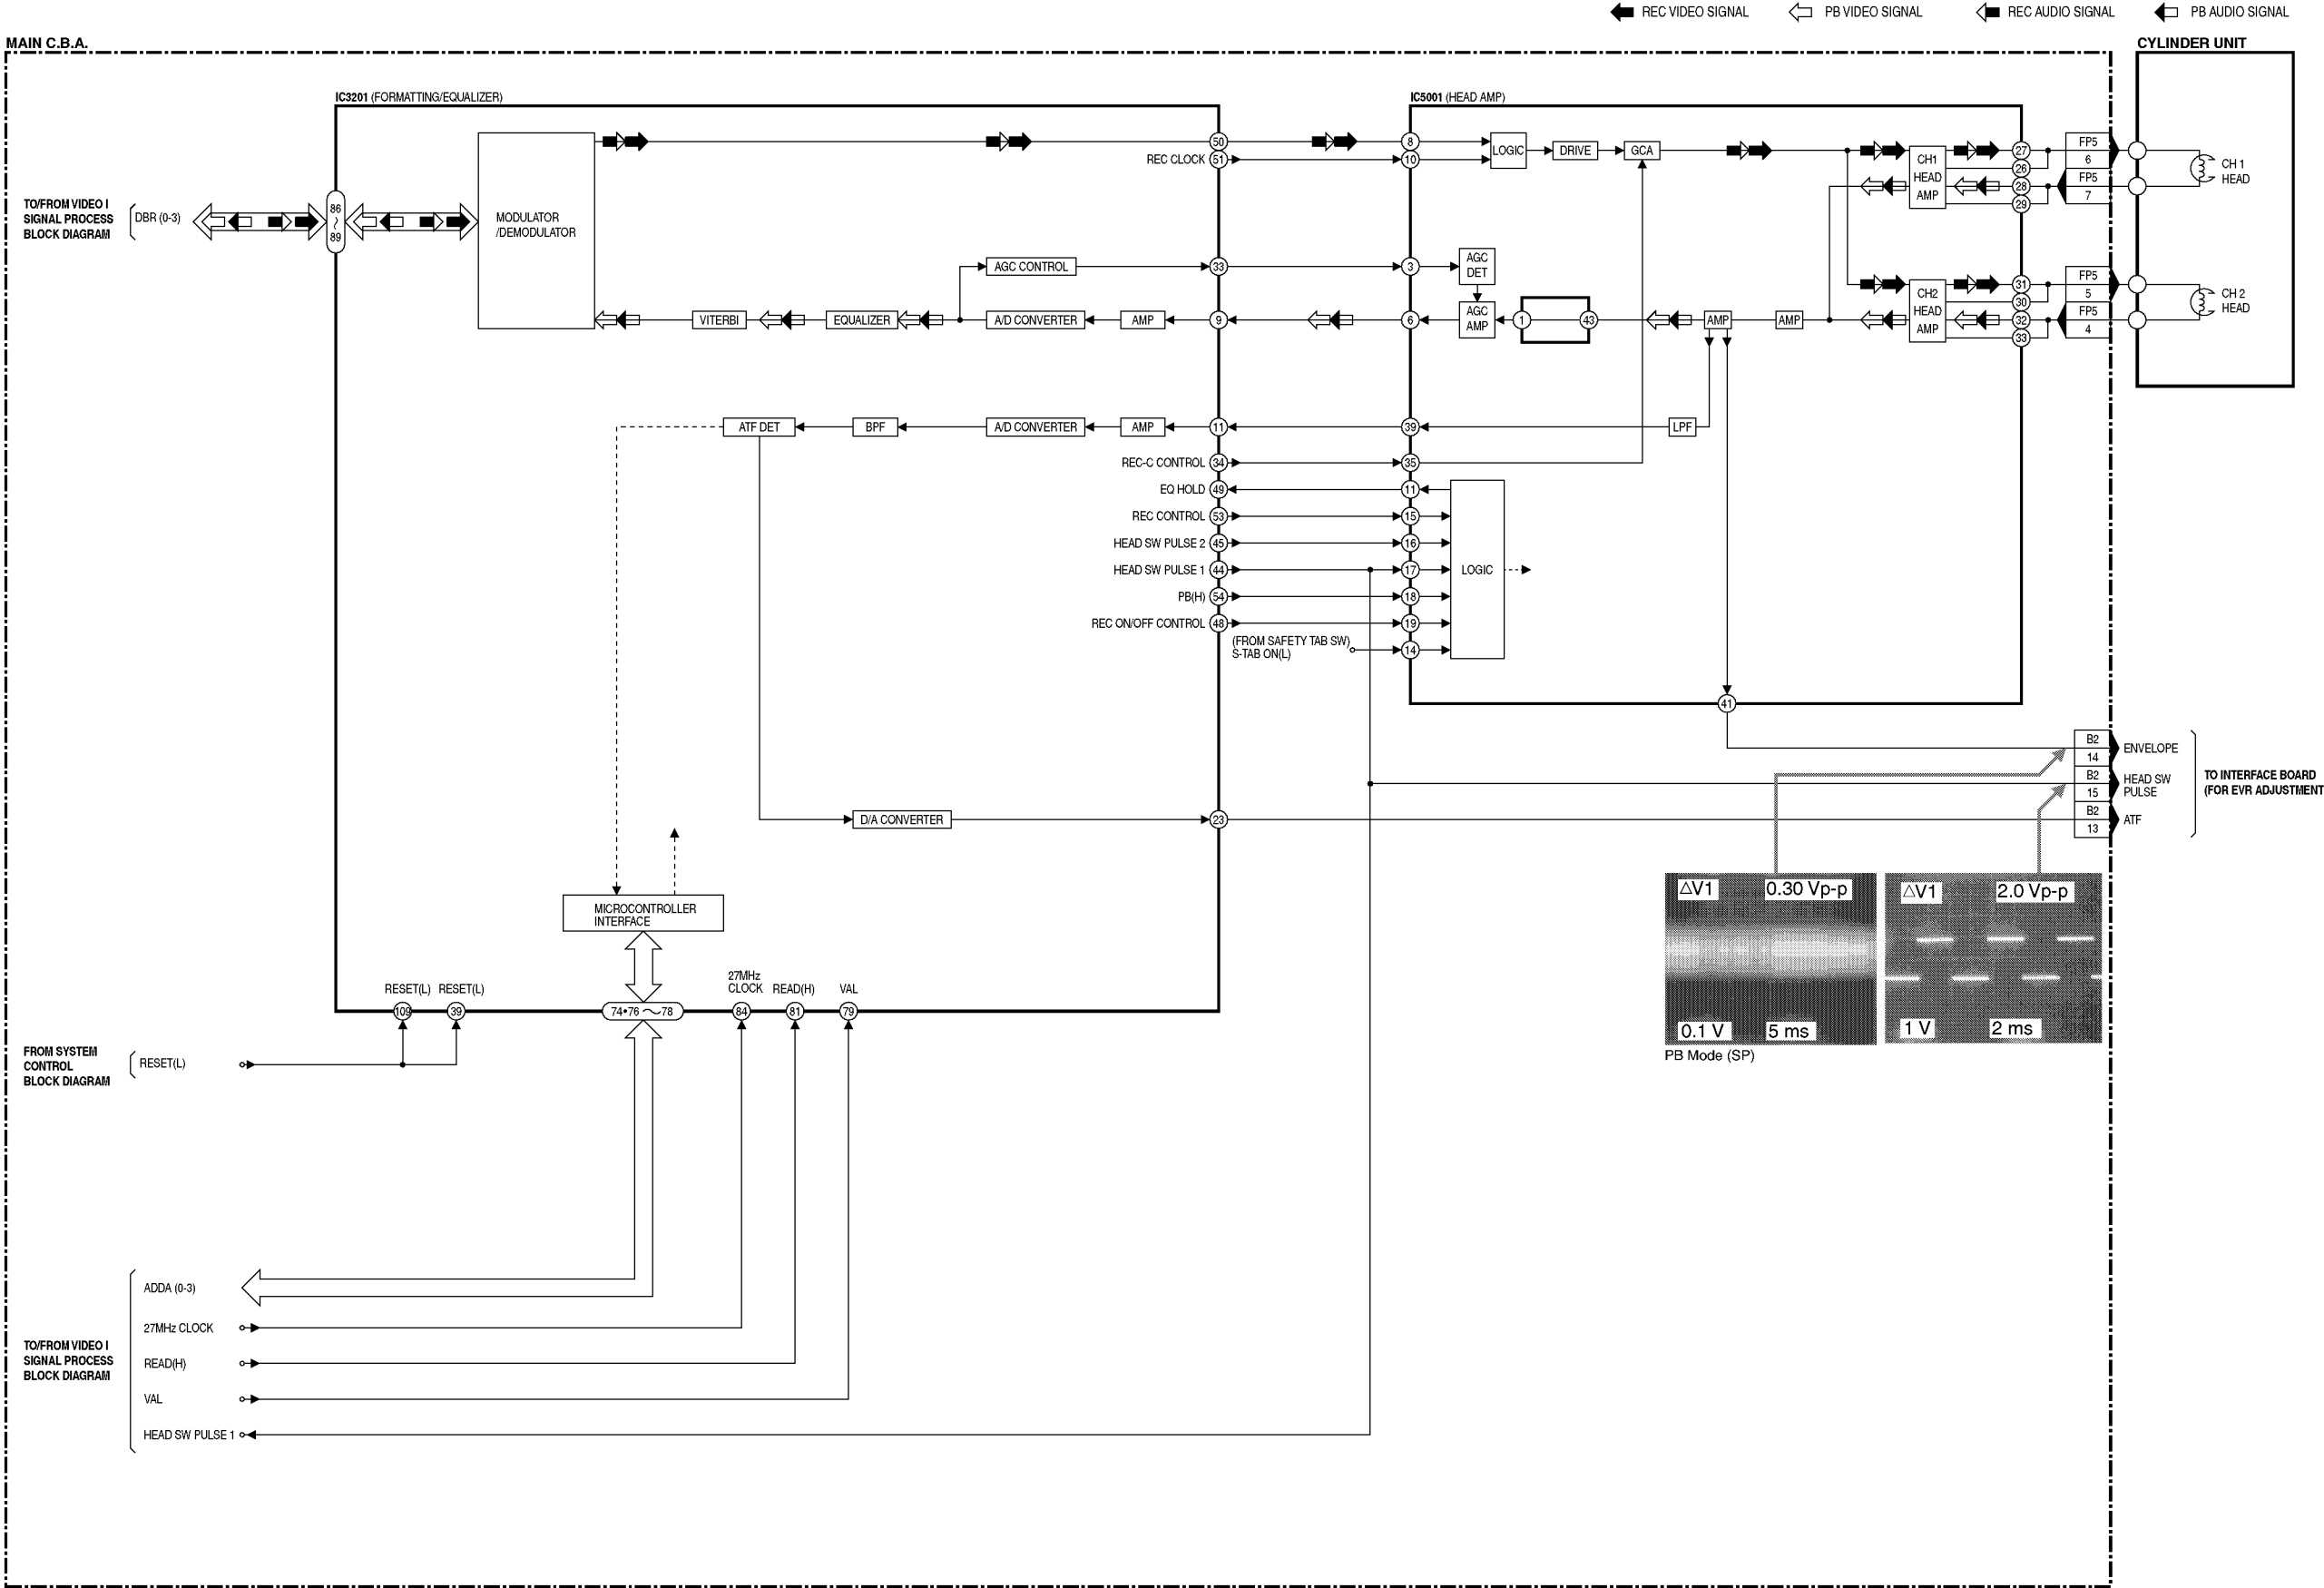 REC VIDEO SIGNAL PB VIDEO SIGNAL REC AUDIO SIGNAL PB AUDIO SIGNAL
MAIN C.B.A.
CYLINDER UNIT
IC3201 (FORMATTING/EQUALIZER)
IC5001 (HEAD AMP)
50
8
REC CLOCK 51
10
LOGIC
DRIVE
GCA
CH1
HEAD
AMP
27
26
28
29
FP5
6
FP5
7
CH 1
HEAD
TO/FROM VIDEO I
SIGNAL PROCESS
BLOCK DIAGRAM
DBR (0-3)
86
~
89
MODULATOR
/DEMODULATOR
AGC CONTROL
33
3
AGC
DET
VITERBI
EQUALIZER
A/D CONVERTER
AMP
9
6
AGC
AMP
1
43
AMP
AMP
CH2
HEAD
AMP
31
30
32
33
FP5
5
FP5
4
CH 2
HEAD
ATF DET
BPF
A/D CONVERTER
AMP
11
39
LPF
REC-C CONTROL 34
35
EQ HOLD 49
11
REC CONTROL 53
15
HEAD SW PULSE 2 45
16
HEAD SW PULSE 1 44
17
LOGIC
PB(H) 54
18
REC ON/OFF CONTROL 48
19
(FROM SAFETY TAB SW)
S-TAB ON(L)
14
41
B2
14
ENVELOPE
B2
15
HEAD SW
PULSE
B2
13
ATF
TO INTERFACE BOARD
(FOR EVR ADJUSTMENT
D/A CONVERTER
23
MICROCONTROLLER
INTERFACE
△V1 0.30 Vp-p
0.1 V 5 ms
PB Mode (SP)
△V1 2.0 Vp-p
1 V 2 ms
RESET(L) RESET(L)
27MHz
CLOCK
READ(H)
VAL
109
39
74•76 ~78
84
81
79
FROM SYSTEM
CONTROL
BLOCK DIAGRAM
RESET(L)
TO/FROM VIDEO I
SIGNAL PROCESS
BLOCK DIAGRAM
ADDA (0-3)
27MHz CLOCK
READ(H)
VAL
HEAD SW PULSE 1